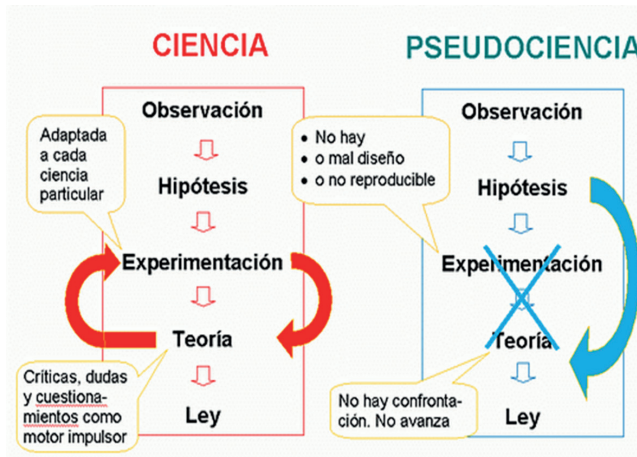 CIENCIA
Observación
Adaptada
a cada
ciencia
particular
Hipótesis
Experimentación
Teoría
Críticas, dudas
y cuestiona-
mientos como
motor impulsor
Ley
PSEUDOCIENCIA
Observación
• No hay
• o mal diseño
• o no reproducible
Hipótesis
Experimentación
Teoría
No hay confronta-
ción. No avanza
Ley